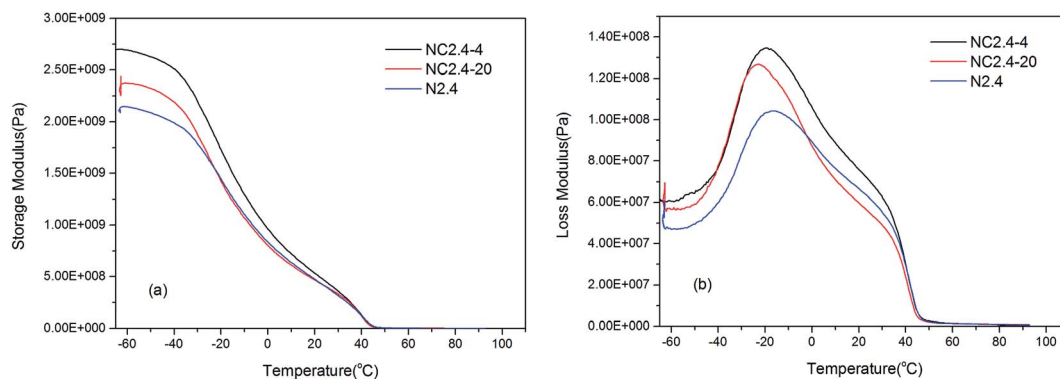 3.00E+009
2.50E+009
2.00E+009
1.50E+009
1.00E+009
5.00E+008
0.00E+000
Storage Modulus(Pa)
NC2.4-4
NC2.4-20
N2.4
(a)
-60 -40 -20 0 20 40 60 80 100
Temperature(°C)
1.40E+008
1.20E+008
1.00E+008
8.00E+007
6.00E+007
4.00E+007
2.00E+007
0.00E+000
Loss Modulus(Pa)
NC2.4-4
NC2.4-20
N2.4
(b)
-60 -40 -20 0 20 40 60 80 100
Temperature(°C)